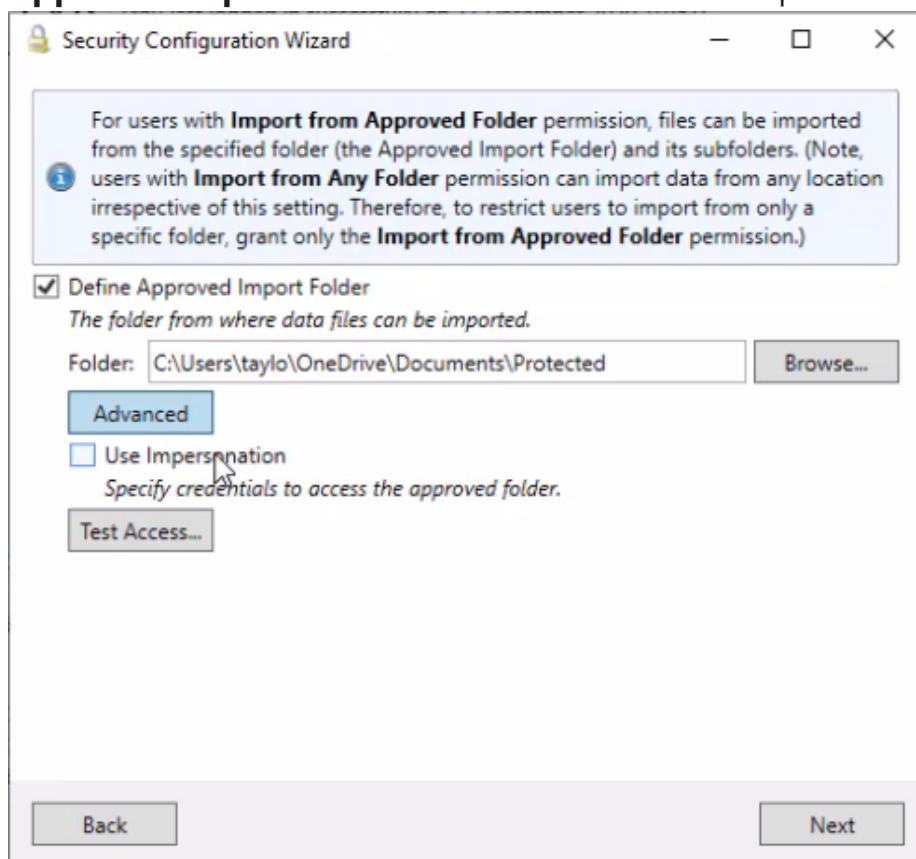 Security Configuration Wizard
For users with Import from Approved Folder permission, files can be imported
from the specified folder (the Approved Import Folder) and its subfolders. (Note,
users with Import from Any Folder permission can import data from any location
irrespective of this setting. Therefore, to restrict users to import from only a
specific folder, grant only the Import from Approved Folder permission.)
Define Approved Import Folder
The folder from where data files can be imported.
Folder: C:\Users\taylo\OneDrive\Documents\Protected Browse...
Advanced
Use Impersonation
Specify credentials to access the approved folder.
Test Access...
Back Next